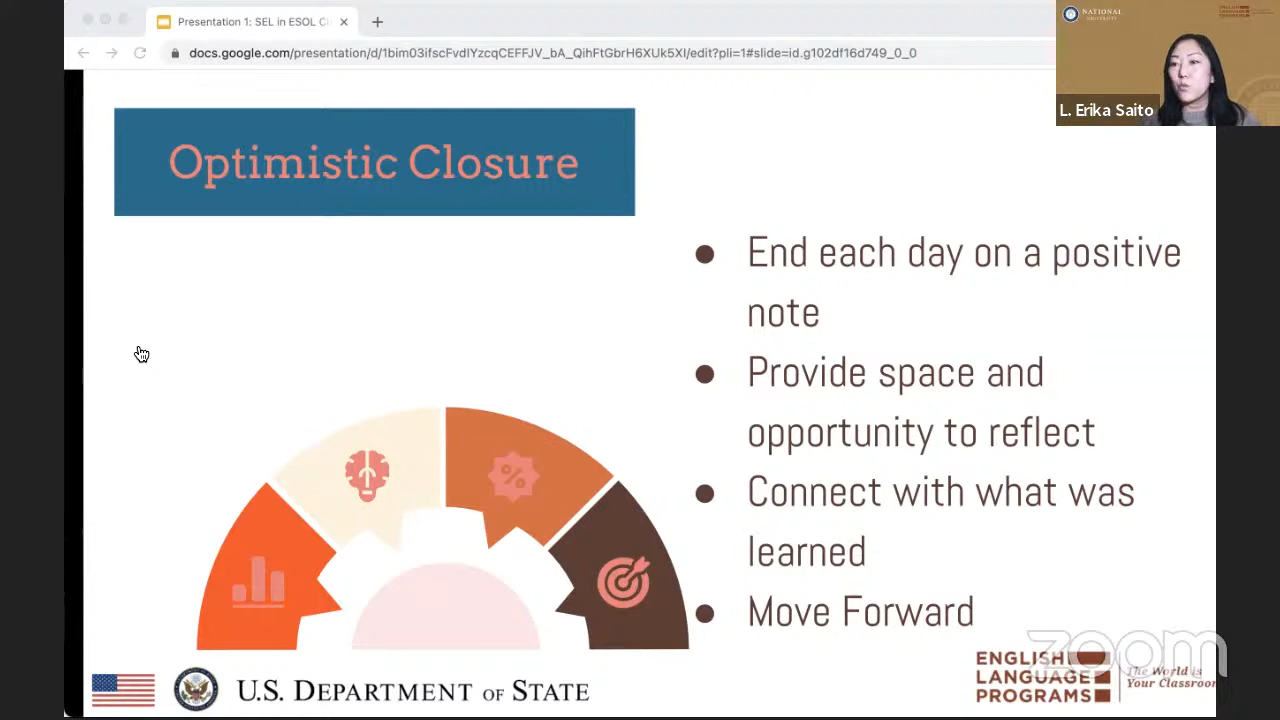 Presentation 1: SEL in ESOL Cl
docs.google.com/presentation/d/1bim03ifscFvdIYzcqCEFFJV_bA_QihFtGbrH6XUk5XI/edit?pli=1#slide=id.g102df16d749_0_0
NATIONAL
UNIVERSITY
L. Erika Saito
Optimistic Closure
● End each day on a positive
note
● Provide space and
opportunity to reflect
● Connect with what was
learned
● Move Forward
%
U.S. DEPARTMENT OF STATE
ENGLISH
LANGUAGE
PROGRAMS
The World is
Your Classroom
zoom